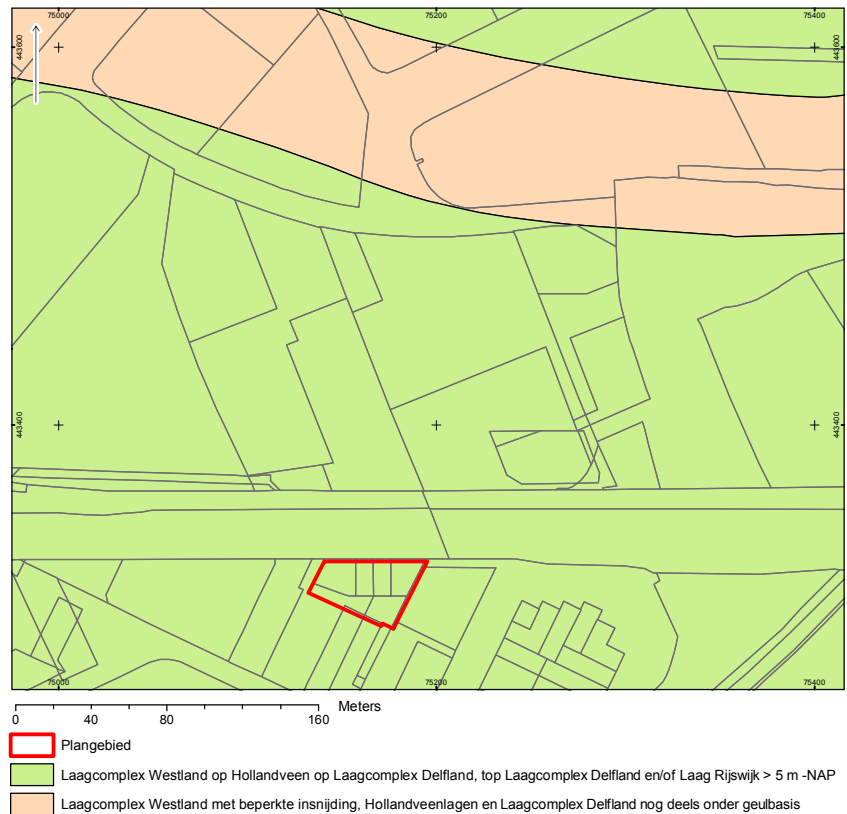 75000
75200
75400
443600
443600
443400
443400
75000
75200
75400
Meters
0 40 80 160
Plangebied
Laagcomplex Westland op Hollandveen op Laagcomplex Delfland, top Laagcomplex Delfland en/of Laag Rijswijk > 5 m -NAP
Laagcomplex Westland met beperkte insnijding, Hollandveenlagen en Laagcomplex Delfland nog deels onder geulbasis